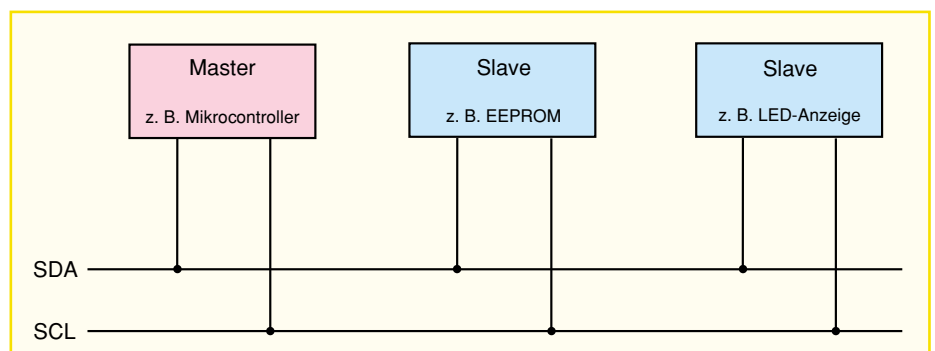 Master
z. B. Mikrocontroller
Slave
z. B. EEPROM
Slave
z. B. LED-Anzeige
SDA
SCL